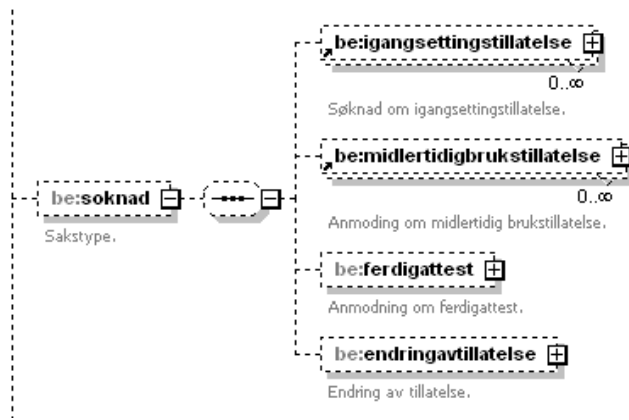 be:igangsettingstillatelse
0..∞
Søknad om igangsettingstillatelse.
be:midlertidigbrukstillatelse
0..∞
Anmoding om midlertidig brukstillatelse.
be:soknad
Sakstype.
be:ferdigattest
Anmodning om ferdigattest.
be:endringavtillatelse
Endring av tillatelse.